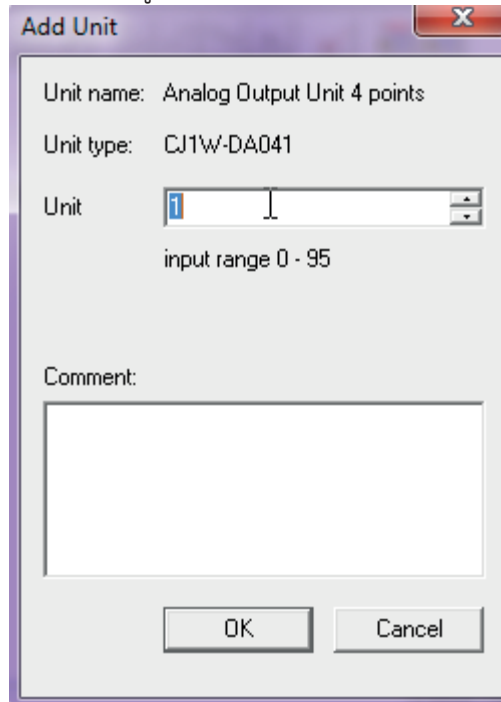 Add Unit
Unit name: Analog Output Unit 4 points
Unit type: CJ1W-DA041
Unit 1
input range 0 - 95
Comment:
OK Cancel